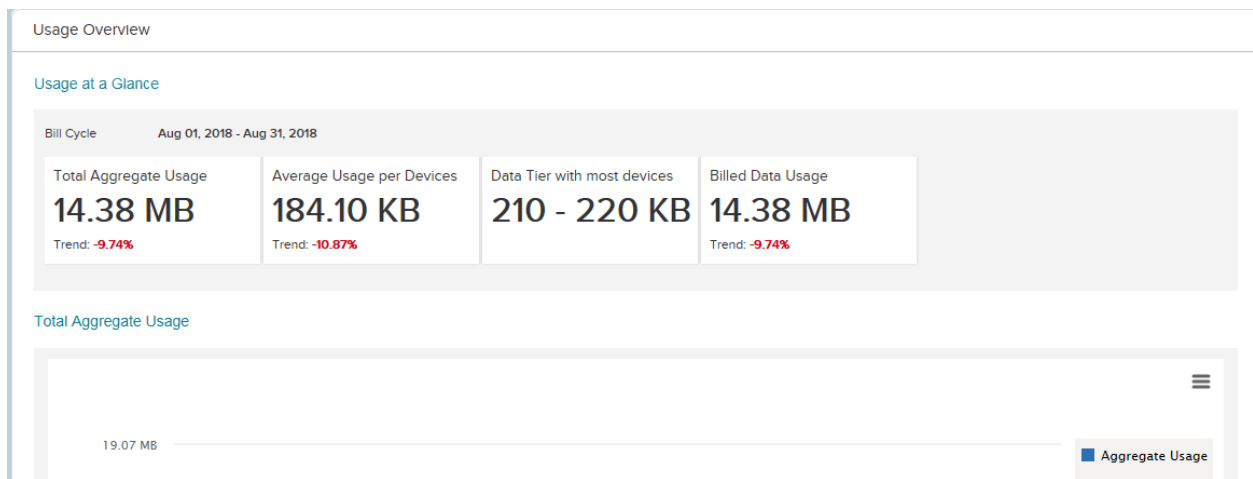 Usage Overview
Usage at a Glance
Bill Cycle Aug 01, 2018 - Aug 31, 2018
Total Aggregate Usage
14.38 MB
Trend: -9.74%
Average Usage per Devices
184.10 KB
Trend: -10.87%
Data Tier with most devices
210 - 220 KB
Billed Data Usage
14.38 MB
Trend: -9.74%
Total Aggregate Usage
19.07 MB
Aggregate Usage